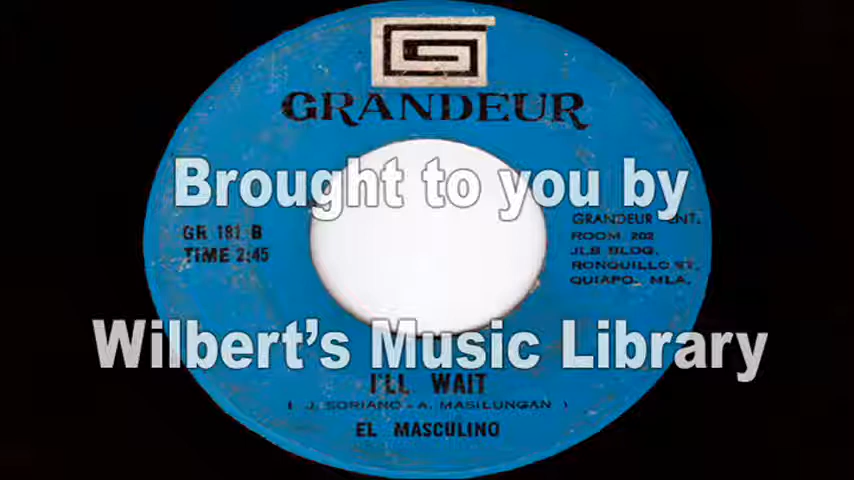 GRANDEUR
Brought to you by
GR 181 B
TIME 2:45
GRANDEUR ENT.
ROOM 202
JLB BLDG.
RONQUILLO ST.
QUIAPO, MLA.
Wilbert's Music Library
I'LL WAIT
( J. SORIANO - A. MASILUNGAN )
EL MASCULINO